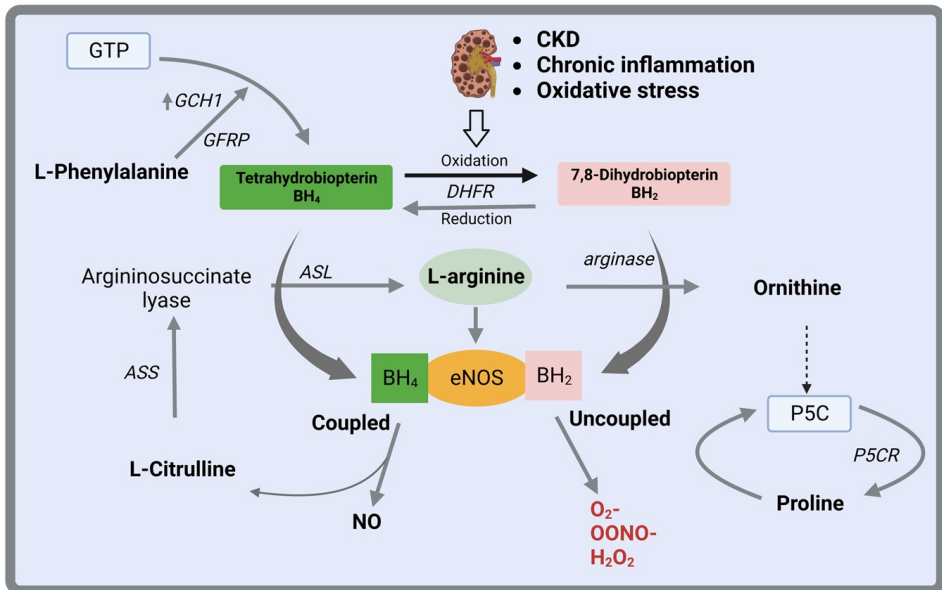 GTP
• CKD
• Chronic inflammation
• Oxidative stress
GCH1
GFRP
L-Phenylalanine
Oxidation
Tetrahydrobiopterin
BH₄
DHFR
7,8-Dihydrobiopterin
BH₂
Reduction
Argininosuccinate
lyase
ASL
L-arginine
arginase
Ornithine
ASS
BH₄
eNOS
BH₂
Coupled
Uncoupled
P5C
P5CR
L-Citrulline
Proline
NO
O₂-
OONO-
H₂O₂